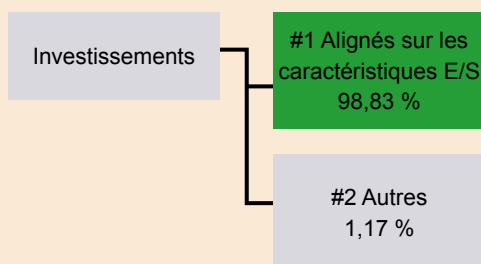 Investissements
#1 Alignés sur les
caractéristiques E/S
98,83 %
#2 Autres
1,17 %